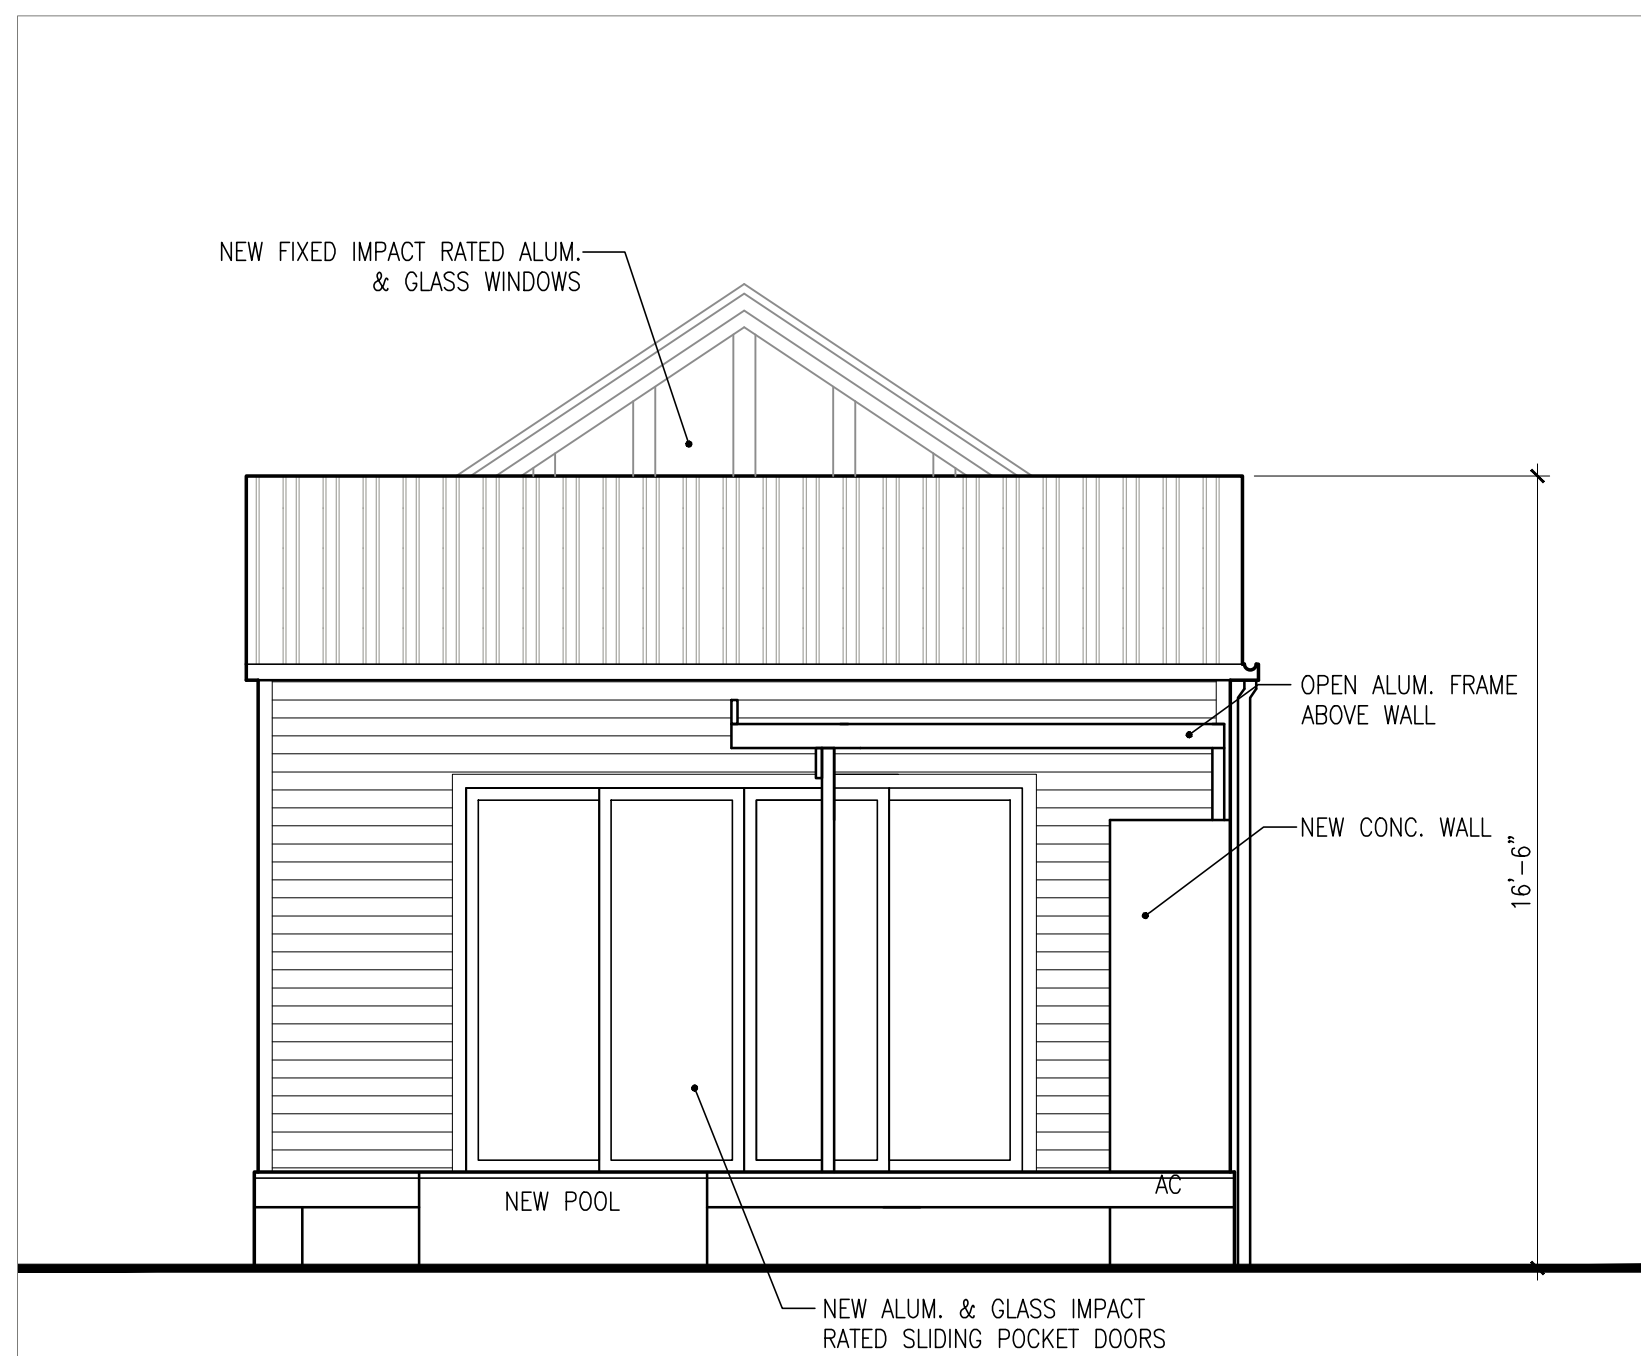 NEW FIXED IMPACT RATED ALUM.
& GLASS WINDOWS
OPEN ALUM. FRAME
ABOVE WALL
NEW CONC. WALL
16'-6"
AC
NEW POOL
NEW ALUM. & GLASS IMPACT
RATED SLIDING POCKET DOORS